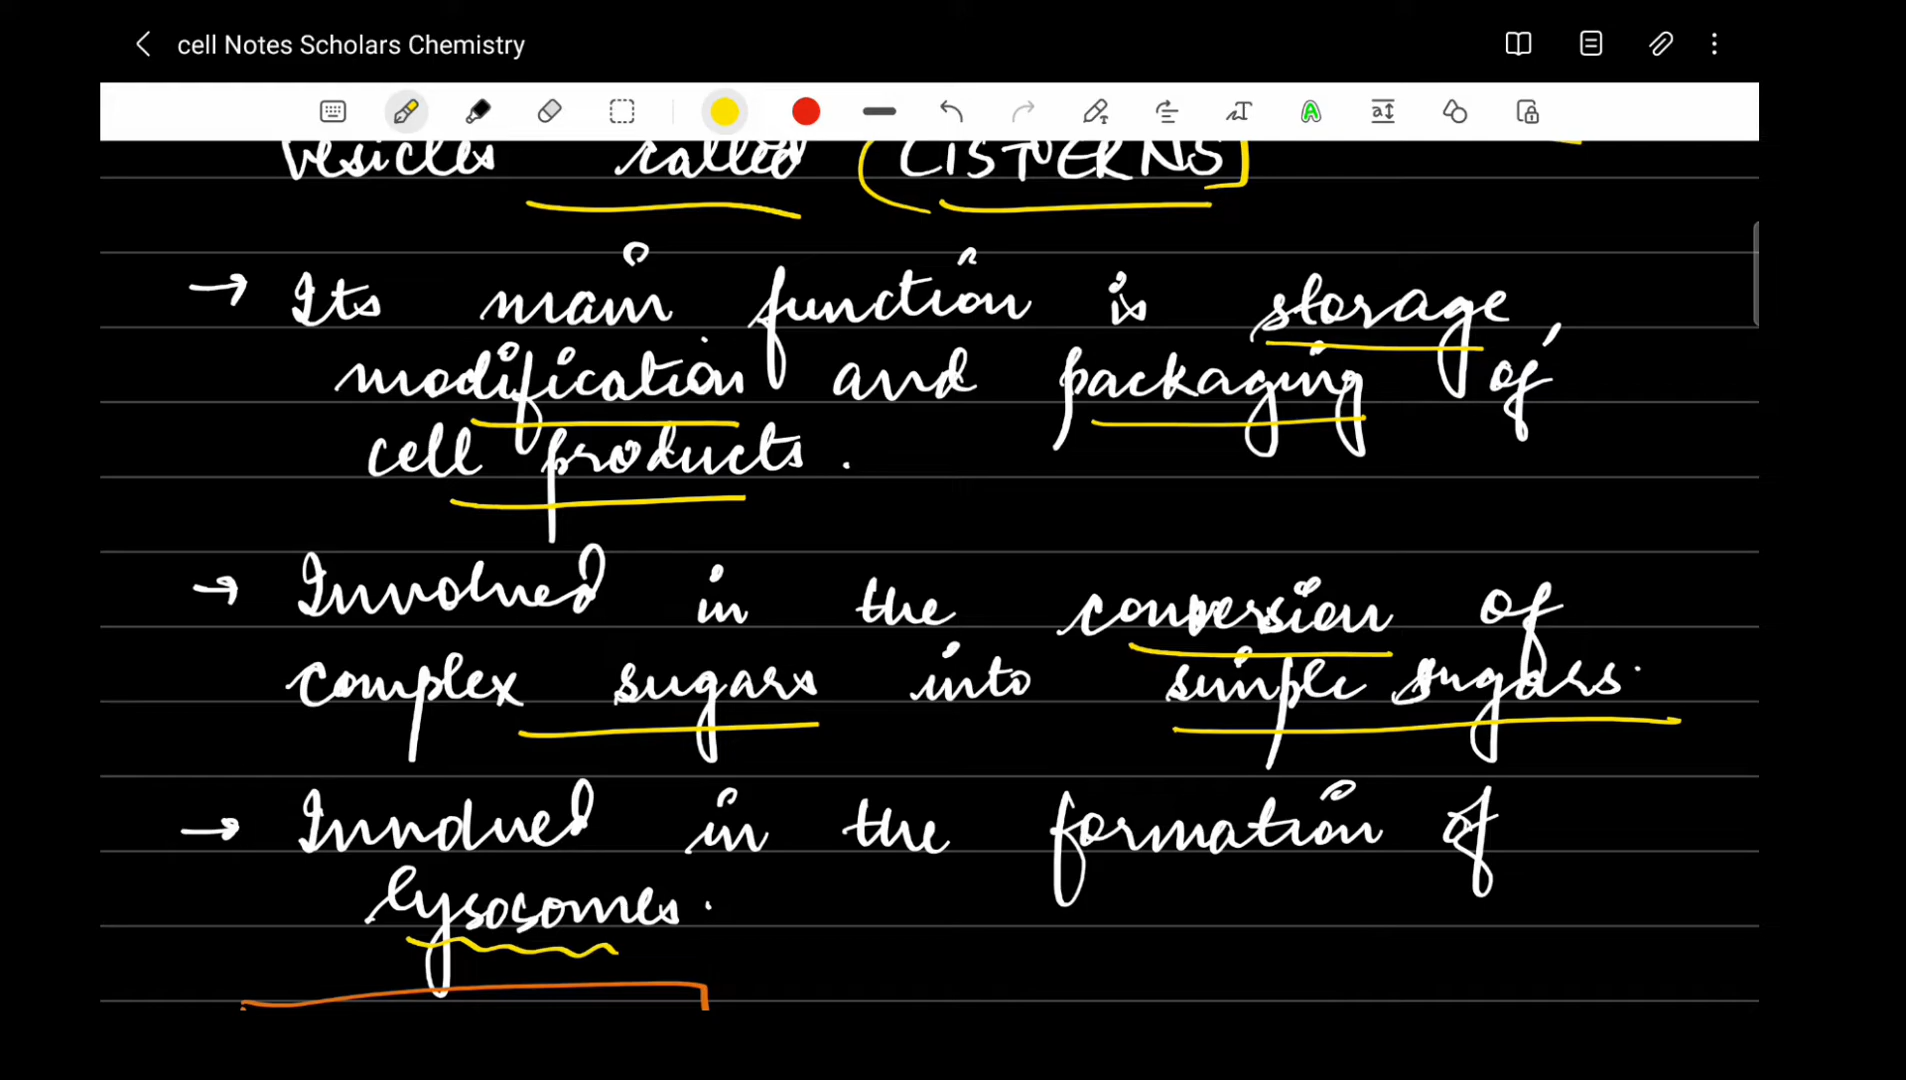 cell Notes Scholars Chemistry
vesicles called CISTERNS
→ Its main function is storage,
modification and packaging of
cell products.
→ Involved in the conversion of
complex sugars into simple sugars.
→ Involved in the formation of
lysosomes.